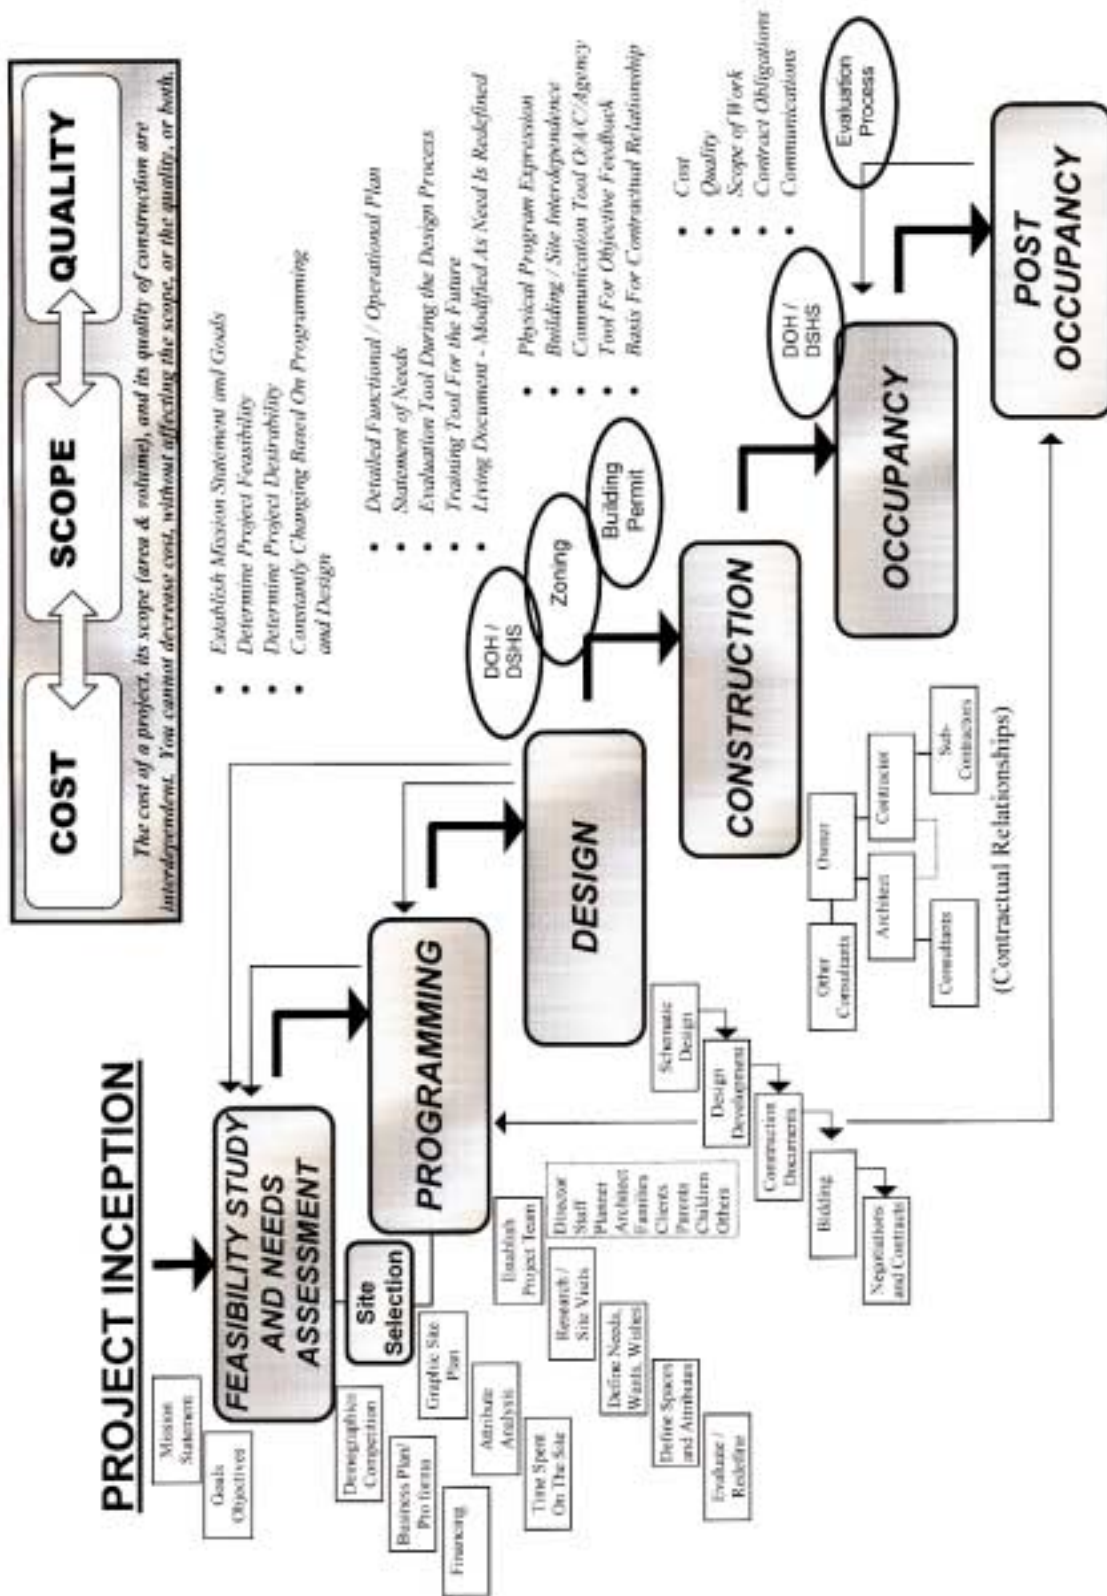 PROJECT INCEPTION
COST
SCOPE
QUALITY
The cost of a project, its scope (area & volume), and its quality of construction are
interdependent. You cannot decrease cost, without affecting the scope, or the quality, or both.
Mission
Statement
Goals
Objectives
FEASIBILITY STUDY
AND NEEDS
ASSESSMENT
• Establish Mission Statement and Goals
• Determine Project Feasibility
• Determine Project Desirability
• Constantly Changing Based On Programming
and Design
Demographics
Competition
Business Plan/
Pro forma
Financing
Site
Selection
Graphic Site
Plan
Attribute
Analysis
Time Spent
On The Site
PROGRAMMING
• Detailed Functional / Operational Plan
• Statement of Needs
• Evaluation Tool During the Design Process
• Training Tool For the Future
• Living Document - Modified As Need Is Redefined
Establish
Project Team
Research /
Site Visits
Define Needs,
Wants, Wishes
Define Spaces
and Attributes
Evaluate /
Redefine
Director
Staff
Planner
Architect
Families
Clients
Parents
Children
Others
DESIGN
DOH /
DSHS
Zoning
Building
Permit
• Physical Program Expression
• Building / Site Interdependence
• Communication Tool O/A/C/Agency
• Tool For Objective Feedback
• Basis For Contractual Relationship
Schematic
Design
Design
Development
Construction
Documents
Bidding
Negotiations
and Contracts
CONSTRUCTION
• Cost
• Quality
• Scope of Work
• Contract Obligations
• Communications
Other
Consultants
Owner
Architect
Contractor
Consultants
Sub-
Contractors
(Contractual Relationships)
OCCUPANCY
DOH /
DSHS
Evaluation
Process
POST
OCCUPANCY